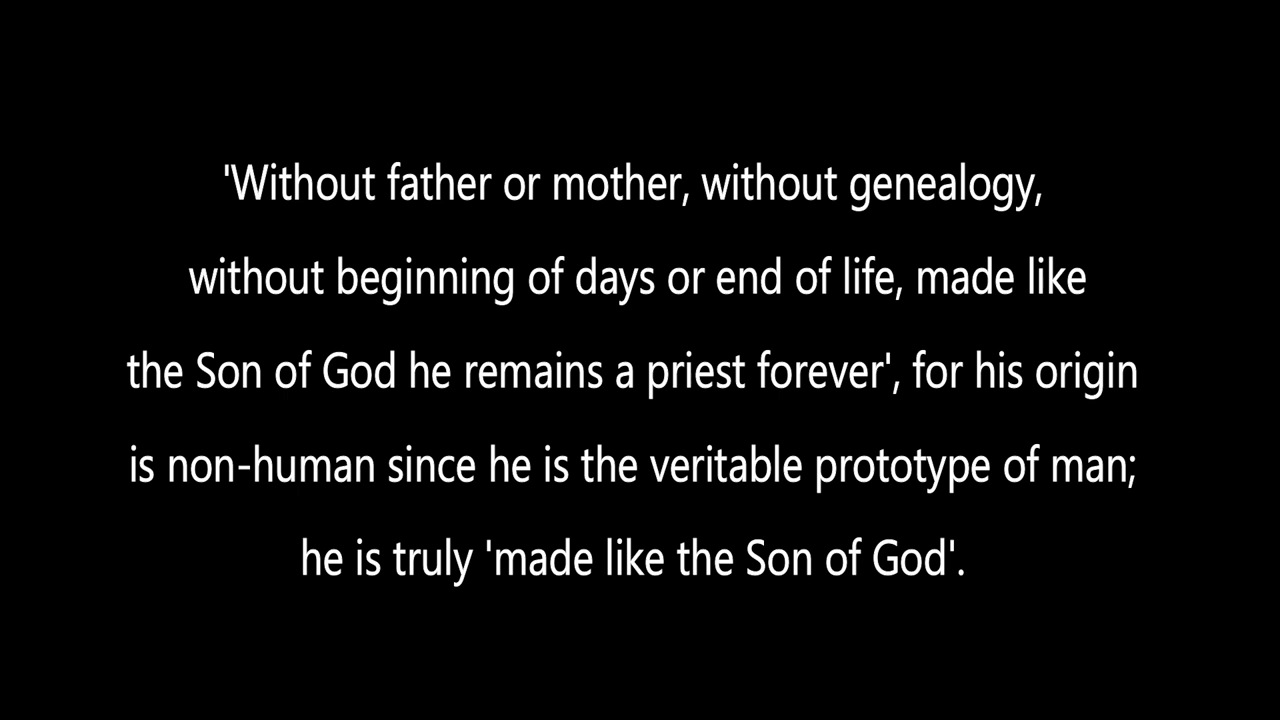 'Without father or mother, without genealogy,
without beginning of days or end of life, made like
the Son of God he remains a priest forever', for his origin
is non-human since he is the veritable prototype of man;
he is truly 'made like the Son of God'.